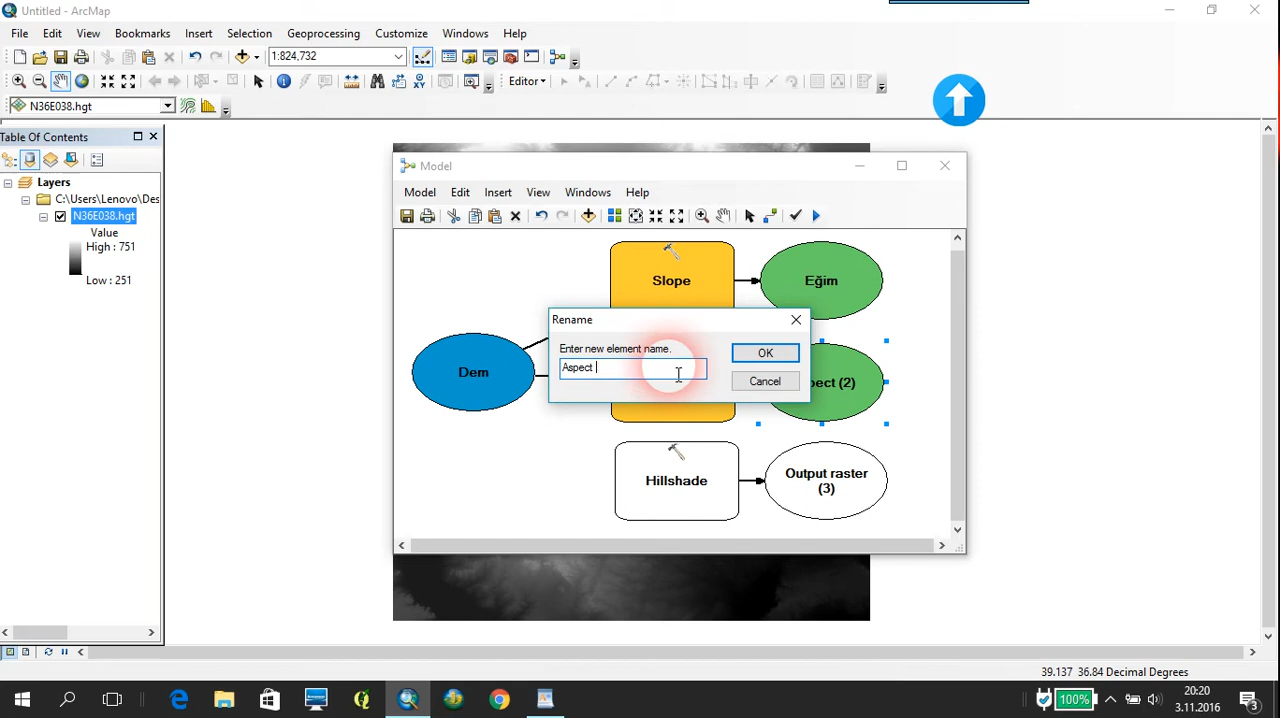 Untitled - ArcMap
File Edit View Bookmarks Insert Selection Geoprocessing Customize Windows Help
1:824,732
Editor
N36E038.hgt
Table Of Contents
Layers
C:\Users\Lenovo\Des
N36E038.hgt
Value
High : 751
Low : 251
Model
Model Edit Insert View Windows Help
Slope
Eğim
Dem
Rename
Enter new element name.
Aspect
OK
Cancel
pect (2)
Hillshade
Output raster
(3)
39.137 36.84 Decimal Degrees
100%
20:20
3.11.2016
3